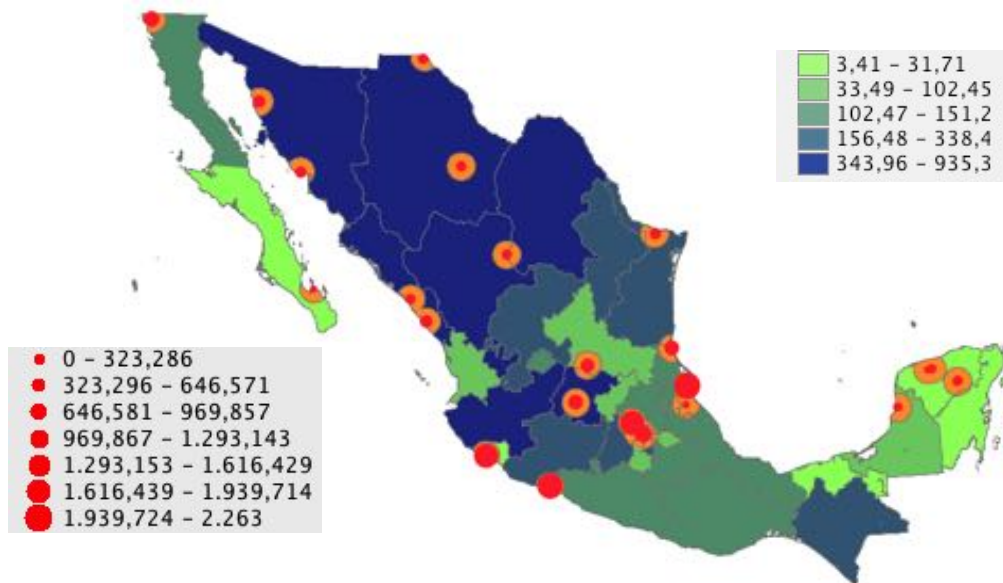 3,41 – 31,71
33,49 – 102,45
102,47 – 151,2
156,48 – 338,4
343,96 – 935,3
0 – 323,286
323,296 – 646,571
646,581 – 969,857
969,867 – 1.293,143
1.293,153 – 1.616,429
1.616,439 – 1.939,714
1.939,724 – 2.263